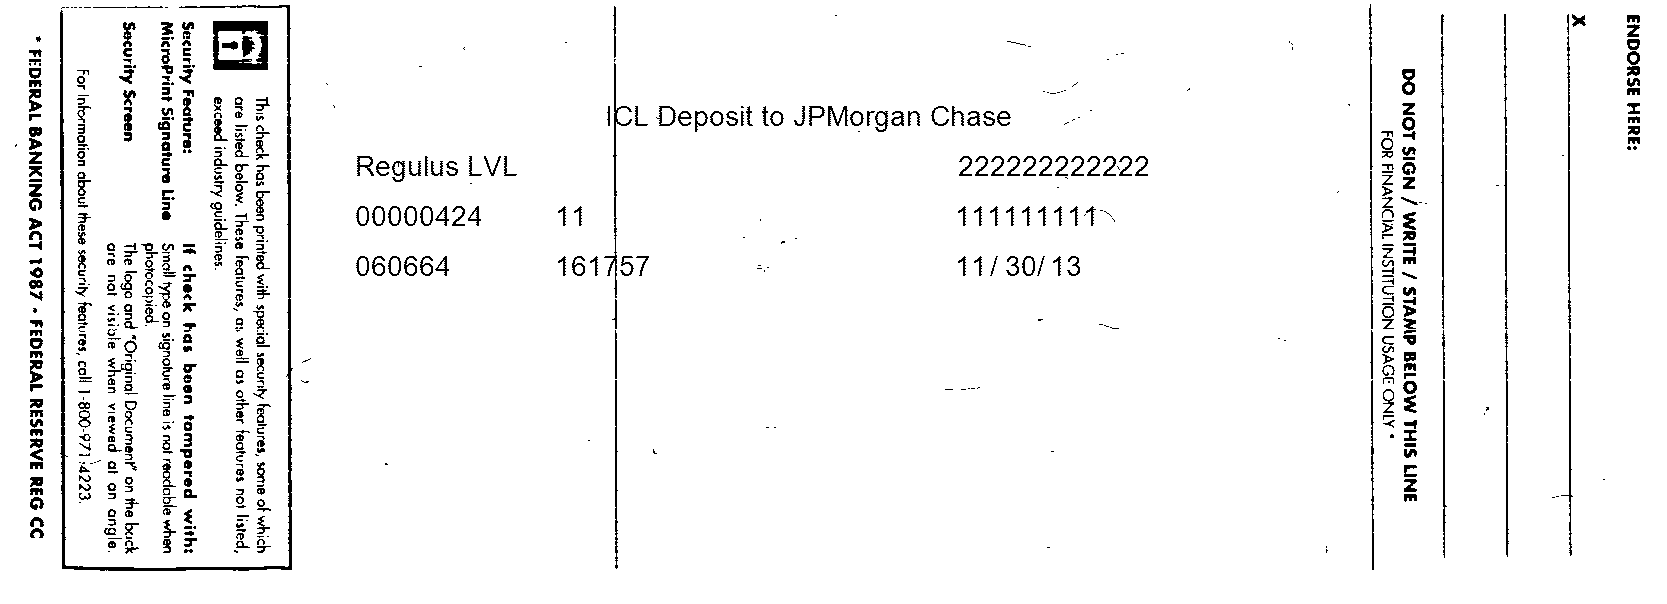 ICL Deposit to JPMorgan Chase
Regulus LVL 222222222222
00000424 11 111111111
060664 161757 11/30/13
ENDORSE HERE:
X
DO NOT SIGN / WRITE / STAMP BELOW THIS LINE
FOR FINANCIAL INSTITUTION USAGE ONLY *
This check has been printed with special security features, some of which
are listed below. These features, as well as other features not listed,
exceed industry guidelines.
Security Feature: If check has been tampered with:
MicroPrint Signature Line Small type on signature line is not readable when
photocopied.
Security Screen The logo and "Original Document" on the back
are not visible when viewed at an angle.
For information about these security features, call 1-800-971-4223.
* FEDERAL BANKING ACT 1987 - FEDERAL RESERVE REG CC